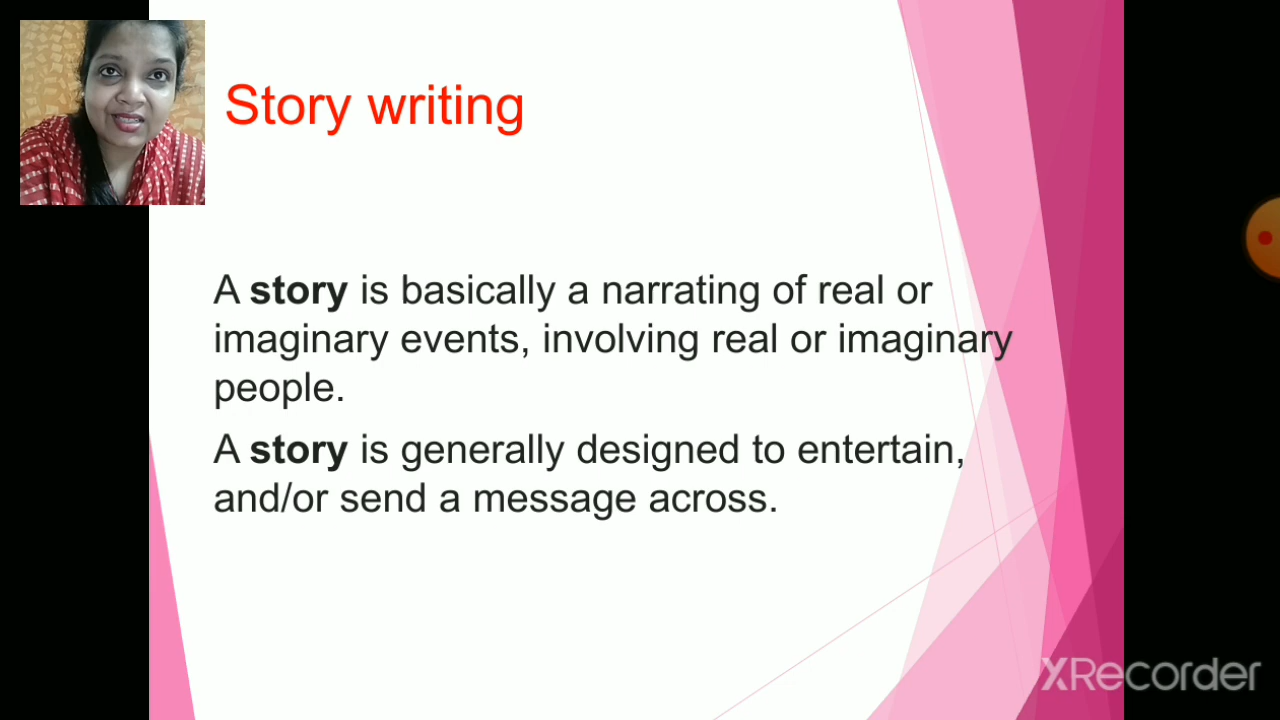 Story writing
A story is basically a narrating of real or
imaginary events, involving real or imaginary
people.
A story is generally designed to entertain,
and/or send a message across.
XRecorder